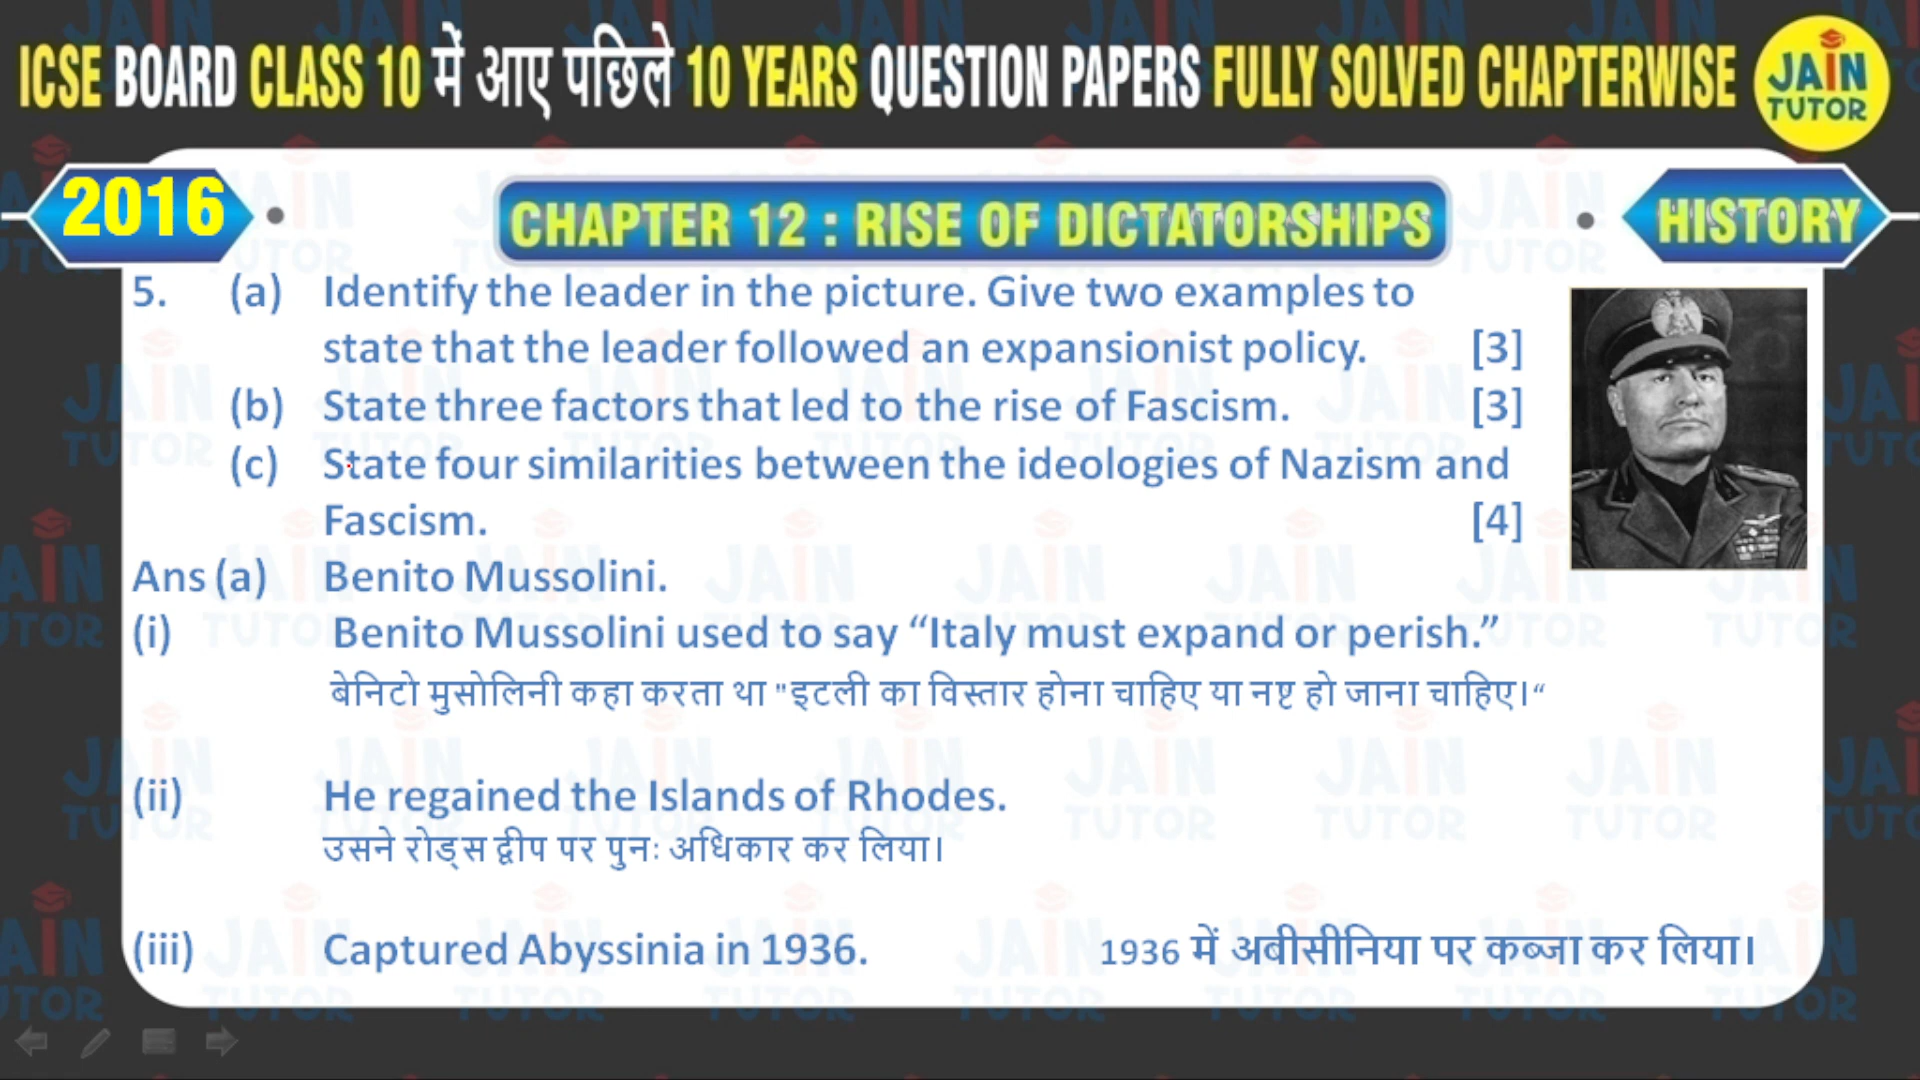 ICSE BOARD CLASS 10 में आए पछिले 10 YEARS QUESTION PAPERS FULLY SOLVED CHAPTERWISE
JAIN
TUTOR
2016
CHAPTER 12 : RISE OF DICTATORSHIPS
HISTORY
5. (a) Identify the leader in the picture. Give two examples to
state that the leader followed an expansionist policy. [3]
(b) State three factors that led to the rise of Fascism. [3]
(c) State four similarities between the ideologies of Nazism and
Fascism. [4]
Ans (a) Benito Mussolini.
(i) Benito Mussolini used to say “Italy must expand or perish.”
बेनिटो मुसोलिनी कहा करता था "इटली का विस्तार होना चाहिए या नष्ट हो जाना चाहिए।“
(ii) He regained the Islands of Rhodes.
उसने रोड्स द्वीप पर पुनः अधिकार कर लिया।
(iii) Captured Abyssinia in 1936. 1936 में अबीसीनिया पर कब्जा कर लिया।